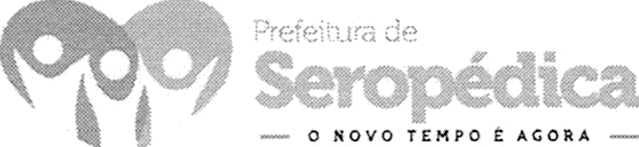 Prefeitura de
Seropédica
O NOVO TEMPO É AGORA